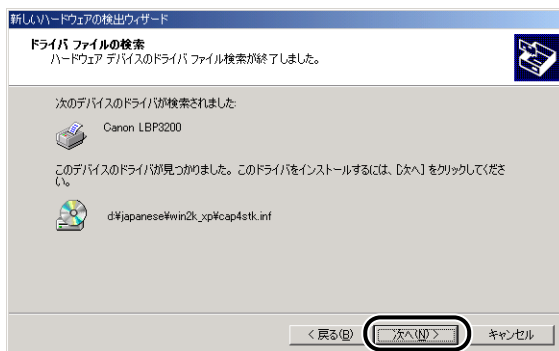 新しいハードウェアの検出ウィザード
ドライバ ファイルの検索
ハードウェア デバイスのドライバ ファイル検索が終了しました。
次のデバイスのドライバが検索されました:
Canon LBP3200
このデバイスのドライバが見つかりました。このドライバをインストールするには、[次へ] をクリックしてくださ
い。
d:¥japanese¥win2k_xp¥cap4stk.inf
< 戻る(B)
次へ(N) >
キャンセル